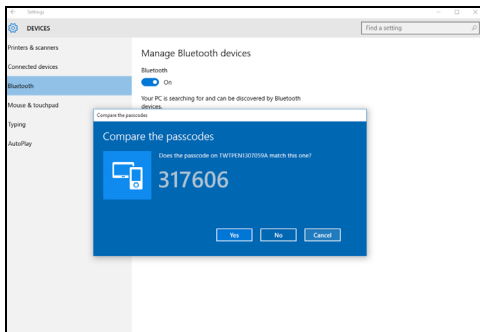 Settings
DEVICES
Find a setting
Printers & scanners
Connected devices
Bluetooth
Mouse & touchpad
Typing
AutoPlay
Manage Bluetooth devices
Bluetooth
On
Your PC is searching for and can be discovered by Bluetooth
devices.
Compare the passcodes
Compare the passcodes
Does the passcode on TWTPEN1307059A match this one?
317606
Yes No Cancel